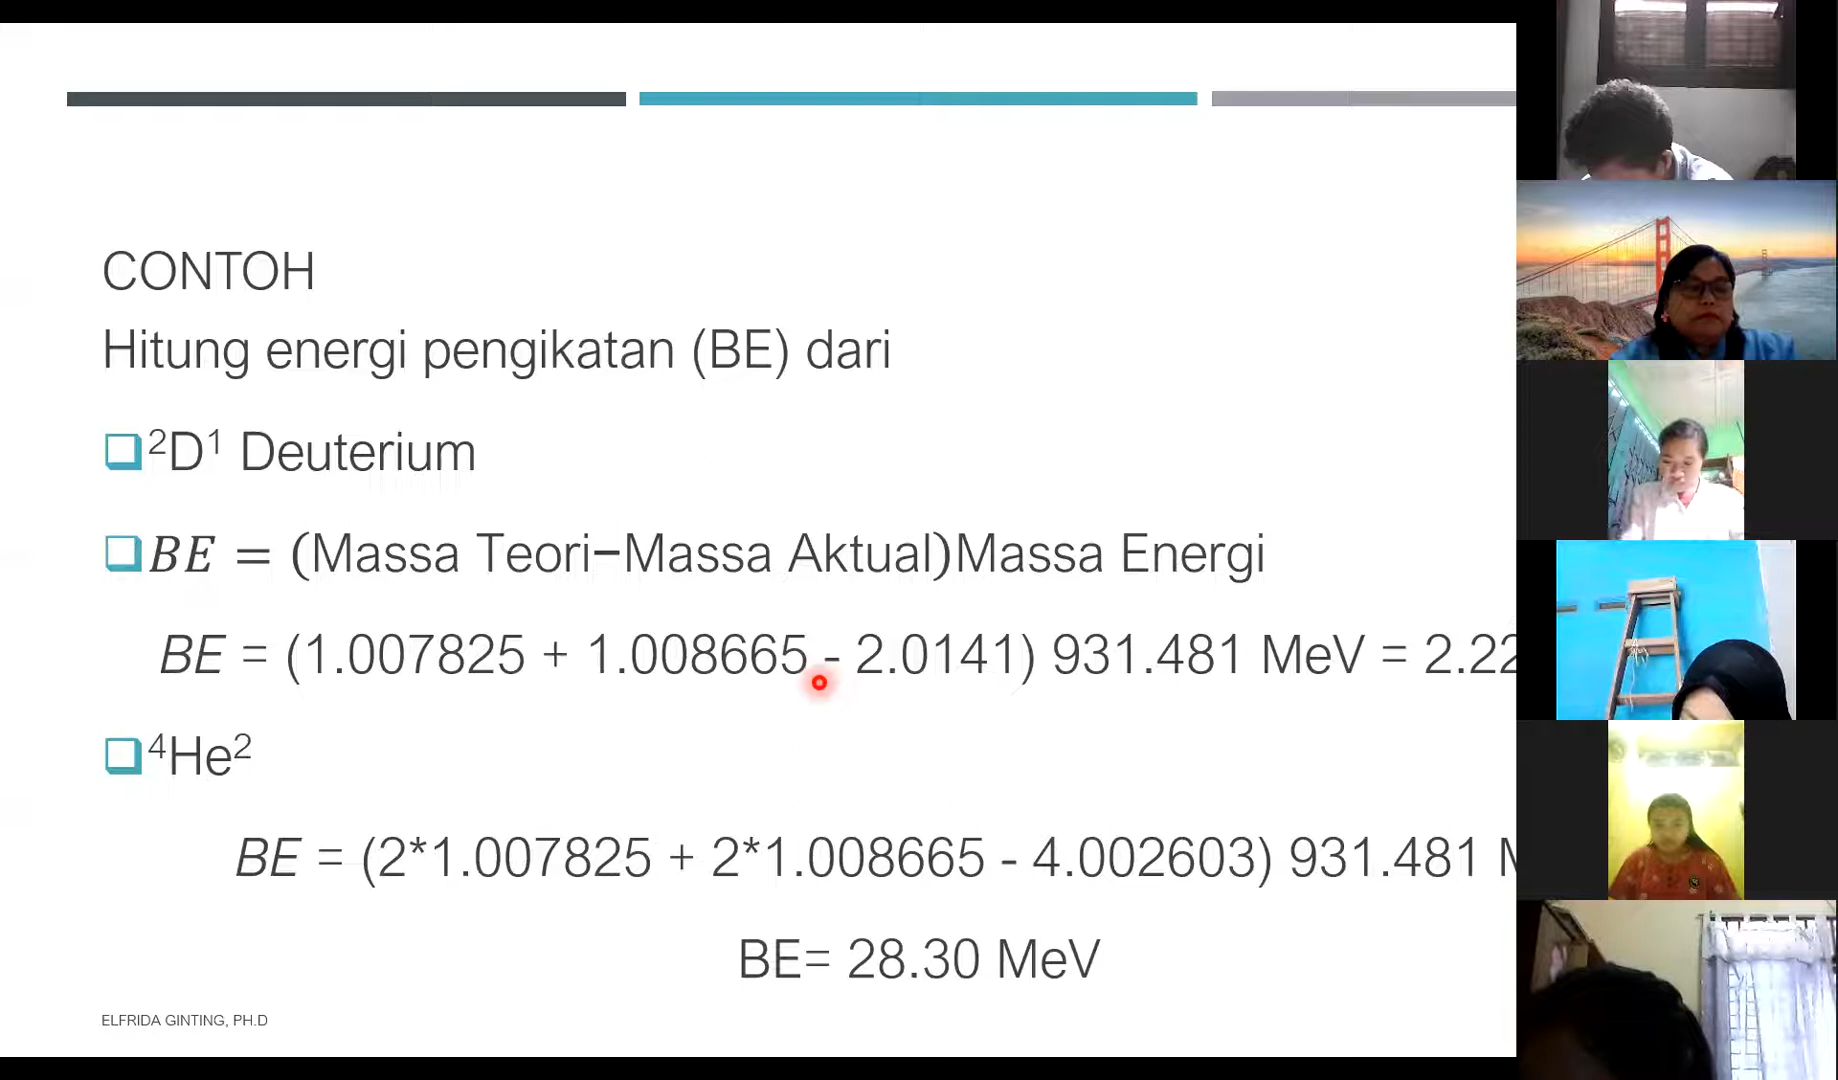 CONTOH
Hitung energi pengikatan (BE) dari
²D¹ Deuterium
BE = (Massa Teori−Massa Aktual)Massa Energi
BE = (1.007825 + 1.008665 - 2.0141) 931.481 MeV = 2.22
⁴He²
BE = (2*1.007825 + 2*1.008665 - 4.002603) 931.481
BE= 28.30 MeV
ELFRIDA GINTING, PH.D